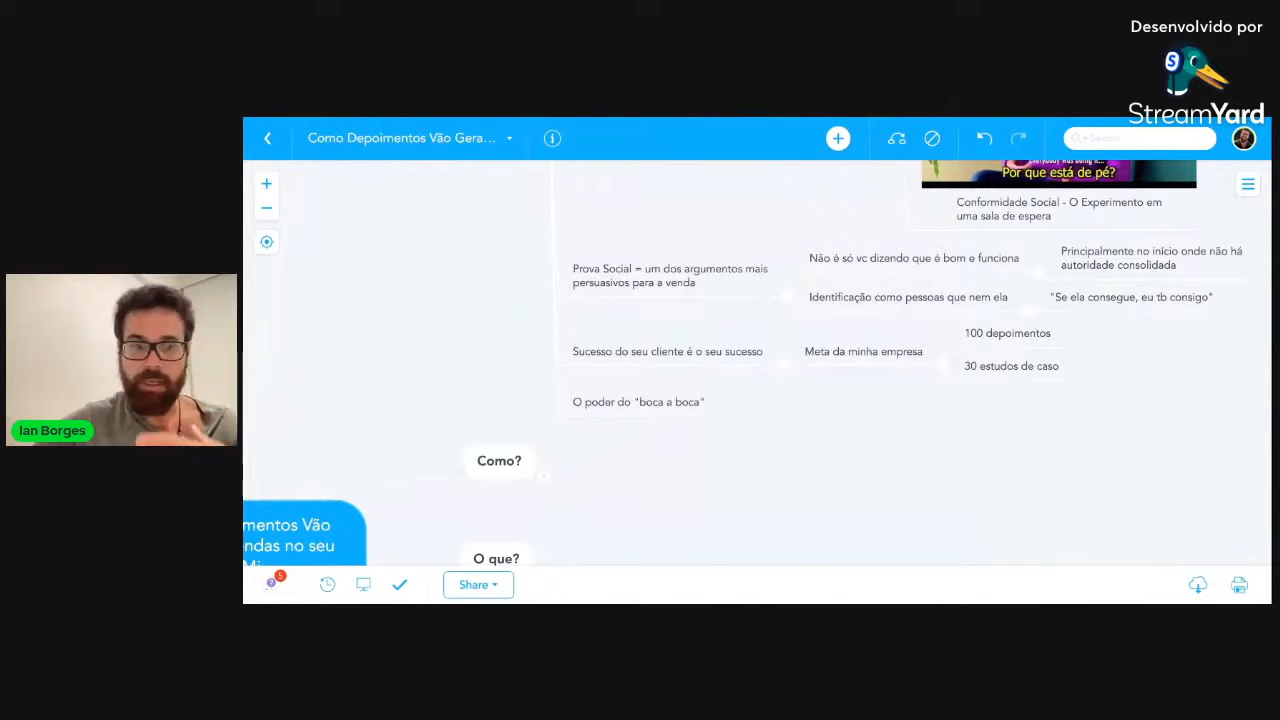 Desenvolvido por
StreamYard
Como Depoimentos Vão Gera...
Search
Por que está de pé?
Conformidade Social - O Experimento em
uma sala de espera
Prova Social = um dos argumentos mais
persuasivos para a venda
Não é só vc dizendo que é bom e funciona
Principalmente no início onde não há
autoridade consolidada
Identificação como pessoas que nem ela
"Se ela consegue, eu tb consigo"
Sucesso do seu cliente é o seu sucesso
Meta da minha empresa
100 depoimentos
30 estudos de caso
O poder do "boca a boca"
Ian Borges
Como?
mentos Vão
endas no seu
O que?
5
Share